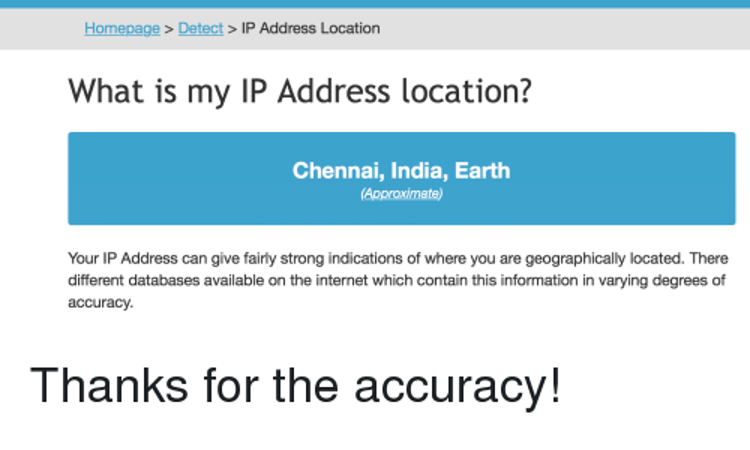 Homepage > Detect > IP Address Location
What is my IP Address location?
Chennai, India, Earth
(Approximate)
Your IP Address can give fairly strong indications of where you are geographically located. There
different databases available on the internet which contain this information in varying degrees of
accuracy.
Thanks for the accuracy!